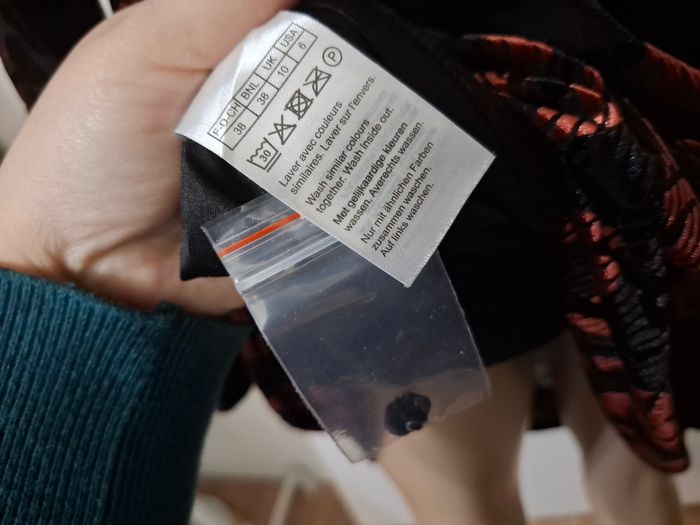 F-D-CH BNL UK USA
38 38 10 6
30 P
Laver avec couleurs
similaires. Laver sur l'envers.
Wash similar colours
together. Wash inside out.
Met gelijkaardige kleuren
wassen. Averechts wassen.
Nur mit ähnlichen Farben
zusammen waschen.
Auf links waschen.